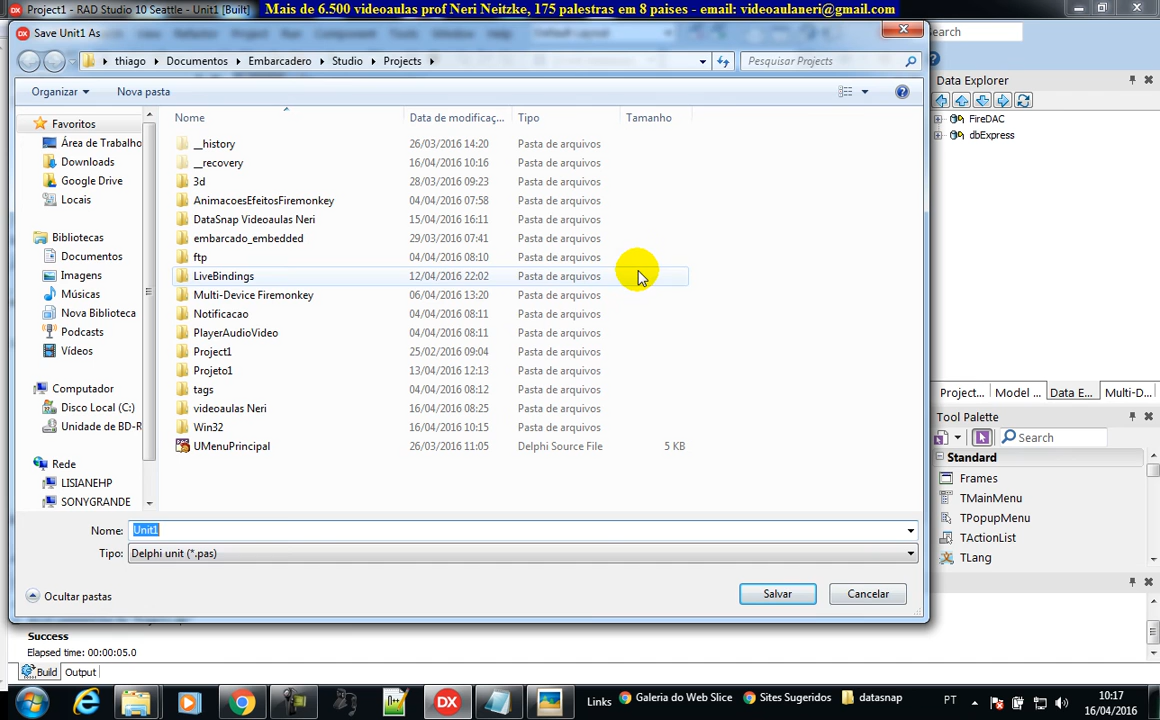 Project1 - RAD Studio 10 Seattle - Unit1 [Built]
Mais de 6.500 videoaulas prof Neri Neitzke, 175 palestras em 8 paises - email: videoaulaneri@gmail.com
Save Unit1 As
thiago Documentos Embarcadero Studio Projects
Pesquisar Projects
Organizar Nova pasta
Nome Data de modificaç... Tipo Tamanho
__history 26/03/2016 14:20 Pasta de arquivos
__recovery 16/04/2016 10:16 Pasta de arquivos
3d 28/03/2016 09:23 Pasta de arquivos
AnimacoesEfeitosFiremonkey 04/04/2016 07:58 Pasta de arquivos
DataSnap Videoaulas Neri 15/04/2016 16:11 Pasta de arquivos
embarcado_embedded 29/03/2016 07:41 Pasta de arquivos
ftp 04/04/2016 08:10 Pasta de arquivos
LiveBindings 12/04/2016 22:02 Pasta de arquivos
Multi-Device Firemonkey 06/04/2016 13:20 Pasta de arquivos
Notificacao 04/04/2016 08:11 Pasta de arquivos
PlayerAudioVideo 04/04/2016 08:11 Pasta de arquivos
Project1 25/02/2016 09:04 Pasta de arquivos
Projeto1 13/04/2016 12:13 Pasta de arquivos
tags 04/04/2016 08:12 Pasta de arquivos
videoaulas Neri 16/04/2016 08:25 Pasta de arquivos
Win32 16/04/2016 10:15 Pasta de arquivos
UMenuPrincipal 26/03/2016 11:05 Delphi Source File 5 KB
Favoritos
Área de Trabalho
Downloads
Google Drive
Locais
Bibliotecas
Documentos
Imagens
Músicas
Nova Biblioteca
Podcasts
Vídeos
Computador
Disco Local (C:)
Unidade de BD-R
Rede
LISIANEHP
SONYGRANDE
Nome: Unit1
Tipo: Delphi unit (*.pas)
Ocultar pastas
Salvar
Cancelar
earch
Data Explorer
FireDAC
dbExpress
Project... Model ... Data E... Multi-D...
Tool Palette
Search
Standard
Frames
TMainMenu
TPopupMenu
TActionList
TLang
Success
Elapsed time: 00:00:05.0
Build Output
Links Galeria do Web Slice Sites Sugeridos datasnap
PT
10:17
16/04/2016